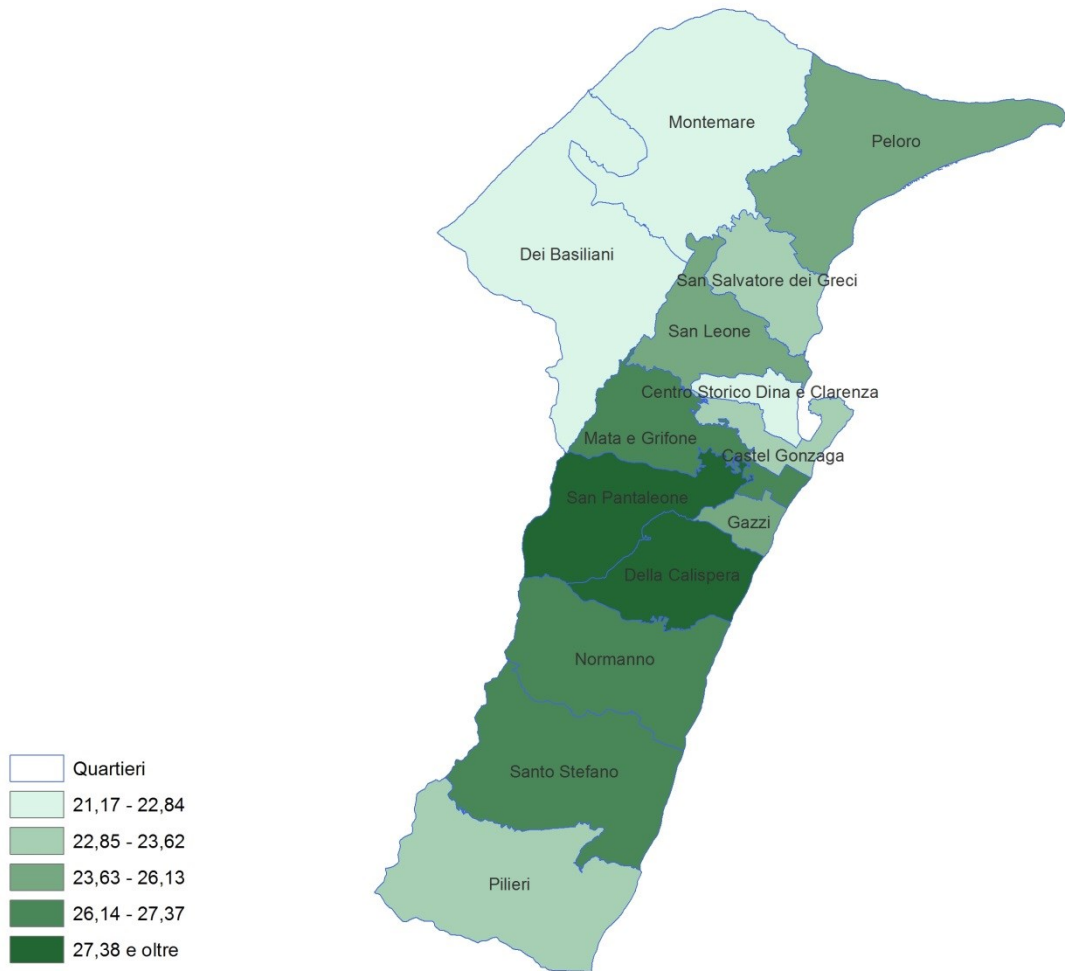 Montemare
Peloro
Dei Basiliani
San Salvatore dei Greci
San Leone
Centro Storico Dina e Clarenza
Mata e Grifone
Castel Gonzaga
San Pantaleone
Gazzi
Della Calispera
Normanno
Santo Stefano
Pilieri
Quartieri
21,17 - 22,84
22,85 - 23,62
23,63 - 26,13
26,14 - 27,37
27,38 e oltre